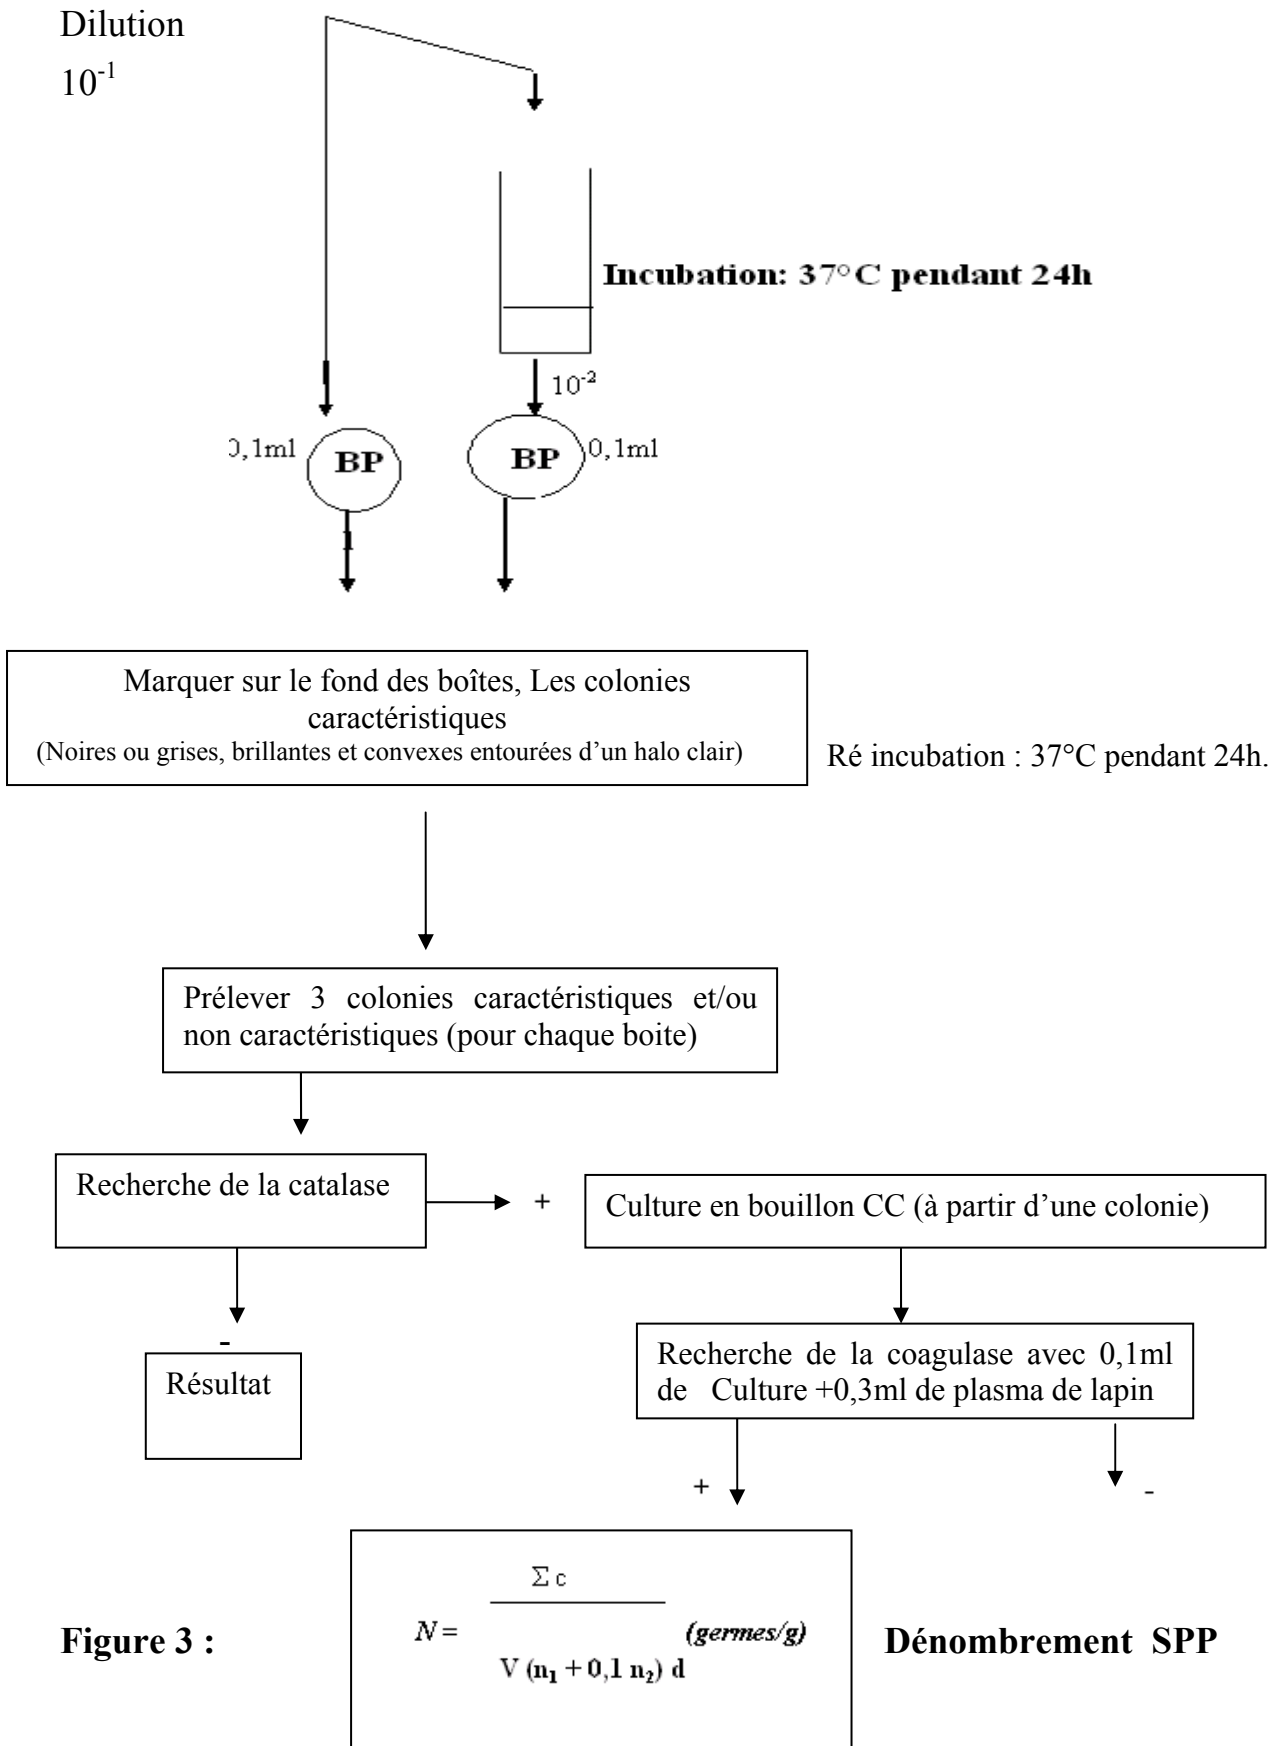 Dilution
10⁻¹
Incubation: 37°C pendant 24h
10⁻²
0,1ml
BP
BP
0,1ml
1
Marquer sur le fond des boîtes, Les colonies
caractéristiques
(Noires ou grises, brillantes et convexes entourées d'un halo clair)
Ré incubation : 37°C pendant 24h.
Prélever 3 colonies caractéristiques et/ou
non caractéristiques (pour chaque boite)
Recherche de la catalase
+
Culture en bouillon CC (à partir d'une colonie)
-
Résultat
Recherche de la coagulase avec 0,1ml
de Culture +0,3ml de plasma de lapin
+
-
Σ c
N = (germes/g)
V (n₁ + 0,1 n₂) d
Figure 3 : Dénombrement SPP